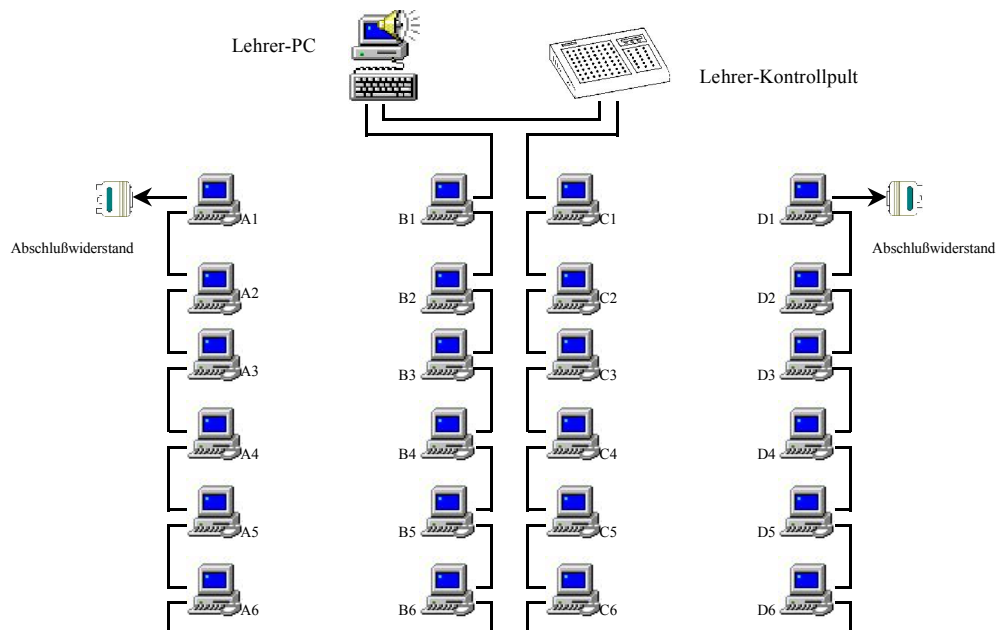 Lehrer-PC
Lehrer-Kontrollpult
A1 B1 C1 D1
Abschlußwiderstand Abschlußwiderstand
A2 B2 C2 D2
A3 B3 C3 D3
A4 B4 C4 D4
A5 B5 C5 D5
A6 B6 C6 D6